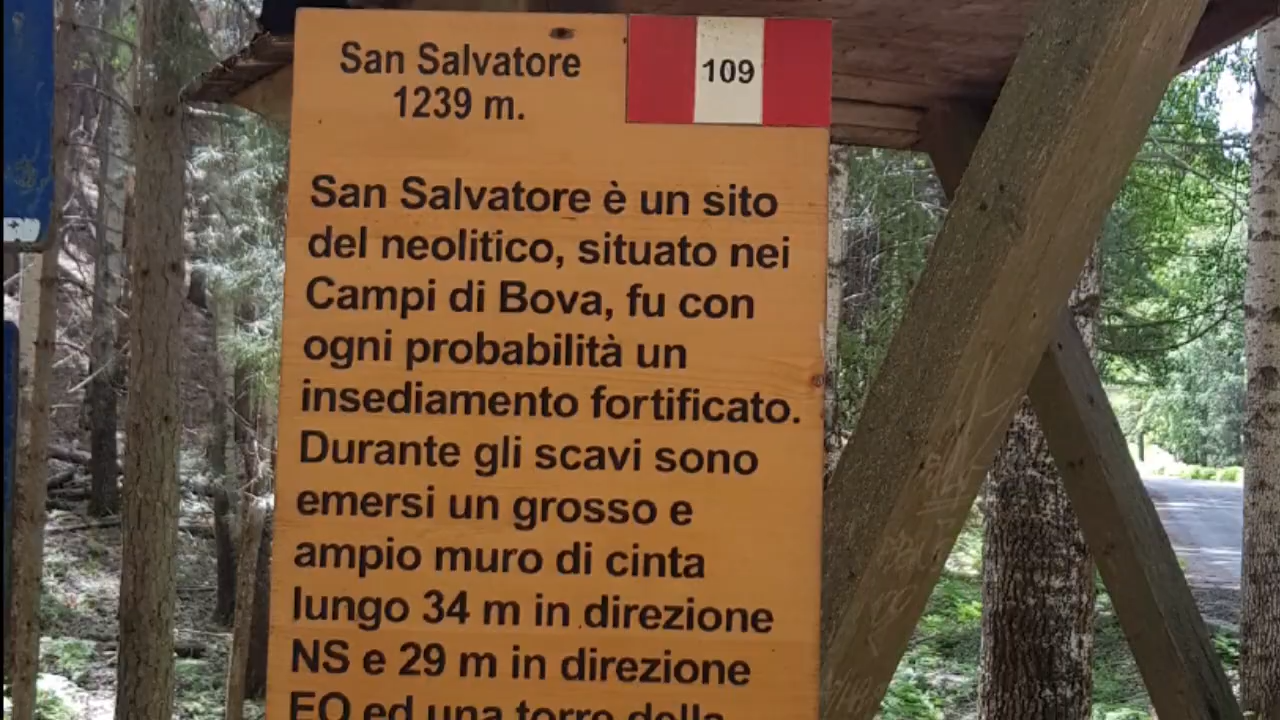 San Salvatore
1239 m.
109
San Salvatore è un sito
del neolitico, situato nei
Campi di Bova, fu con
ogni probabilità un
insediamento fortificato.
Durante gli scavi sono
emersi un grosso e
ampio muro di cinta
lungo 34 m in direzione
NS e 29 m in direzione
EO ed una torre della